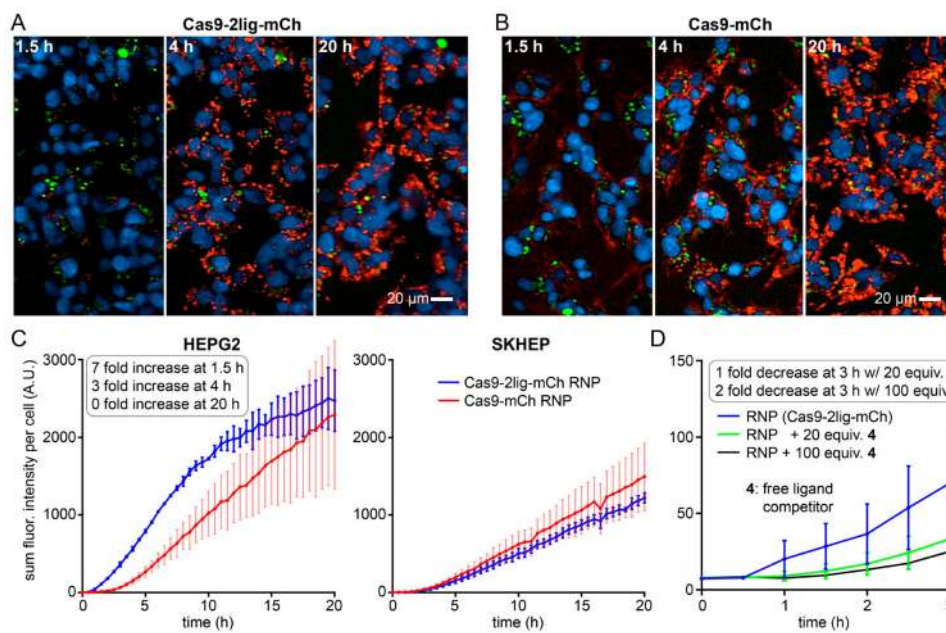 A
Cas9-2lig-mCh
1.5 h
4 h
20 h
20 µm
B
Cas9-mCh
1.5 h
4 h
20 h
20 µm
C
HEPG2
3000
2000
1000
0
sum fluor. intensity per cell (A.U.)
7 fold increase at 1.5 h
3 fold increase at 4 h
0 fold increase at 20 h
0 5 10 15 20
time (h)
SKHEP
3000
2000
1000
0
Cas9-2lig-mCh RNP
Cas9-mCh RNP
0 5 10 15 20
time (h)
D
150
100
50
0
1 fold decrease at 3 h w/ 20 equiv.
2 fold decrease at 3 h w/ 100 equiv
RNP (Cas9-2lig-mCh)
RNP + 20 equiv. 4
RNP + 100 equiv. 4
4: free ligand
competitor
0 1 2
time (h)